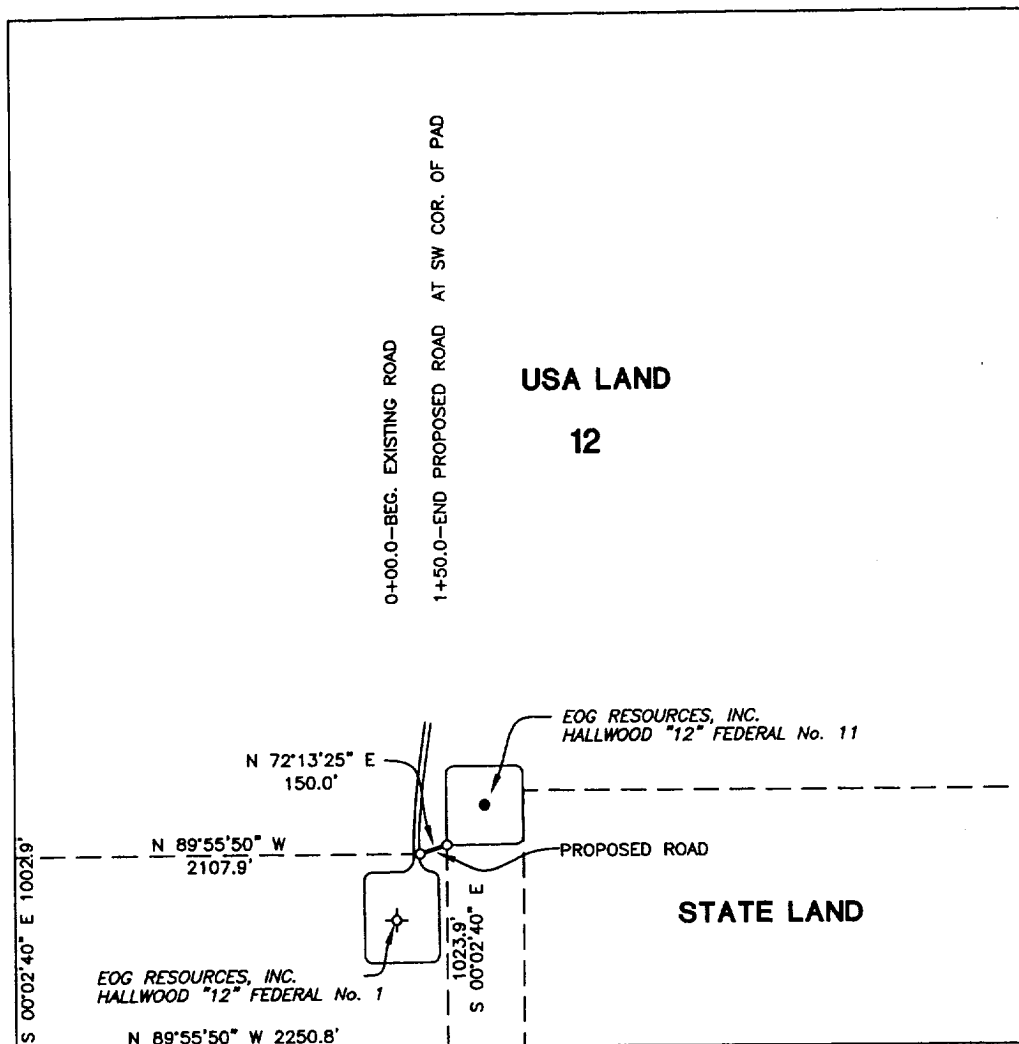 0+00.0-BEG. EXISTING ROAD
1+50.0-END PROPOSED ROAD AT SW COR. OF PAD
USA LAND
12
EOG RESOURCES, INC.
HALLWOOD "12" FEDERAL No. 11
N 72°13'25" E
150.0'
N 89°55'50" W
2107.9'
PROPOSED ROAD
S 00°02'40" E 1002.9'
1023.9'
S 00°02'40" E
STATE LAND
EOG RESOURCES, INC.
HALLWOOD "12" FEDERAL No. 1
N 89°55'50" W 2250.8'